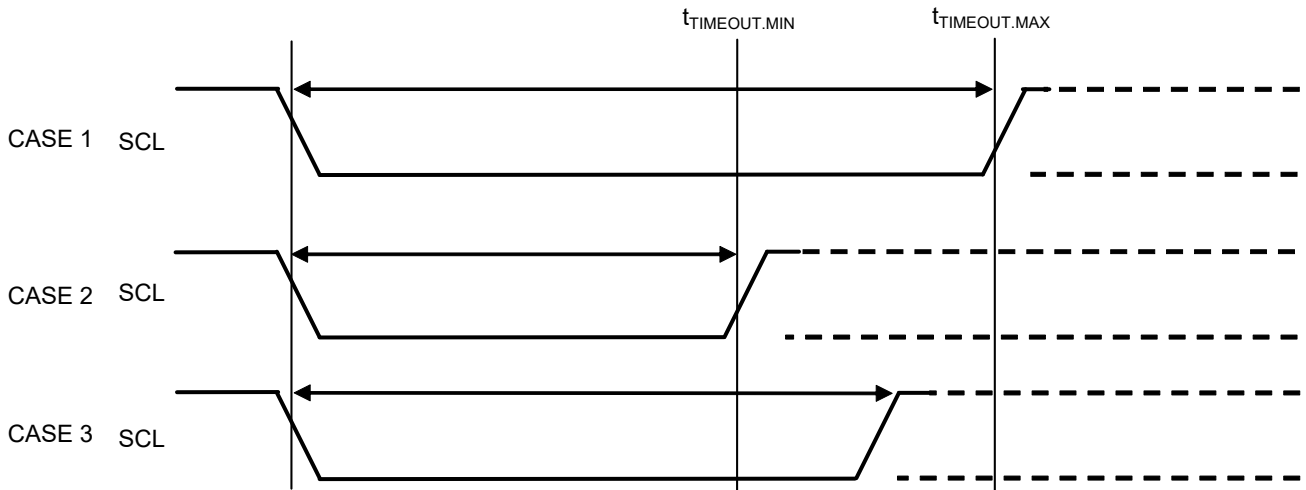 tTIMEOUT.MIN tTIMEOUT.MAX
CASE 1 SCL
CASE 2 SCL
CASE 3 SCL